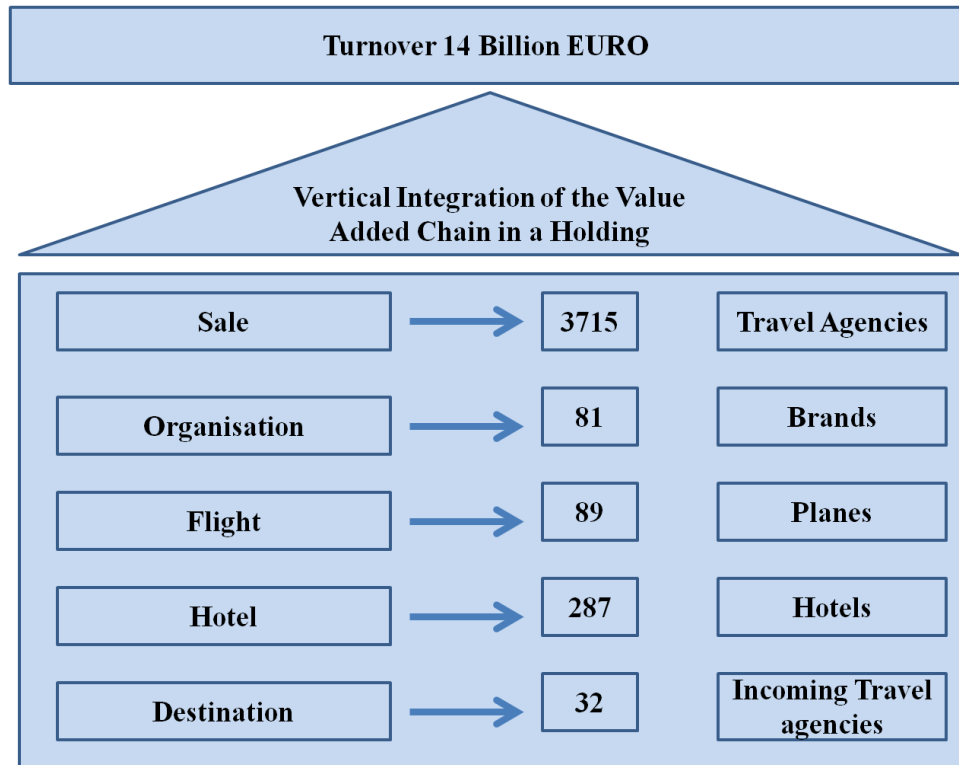 Turnover 14 Billion EURO
Vertical Integration of the Value
Added Chain in a Holding
Sale
3715
Travel Agencies
Organisation
81
Brands
Flight
89
Planes
Hotel
287
Hotels
Destination
32
Incoming Travel
agencies